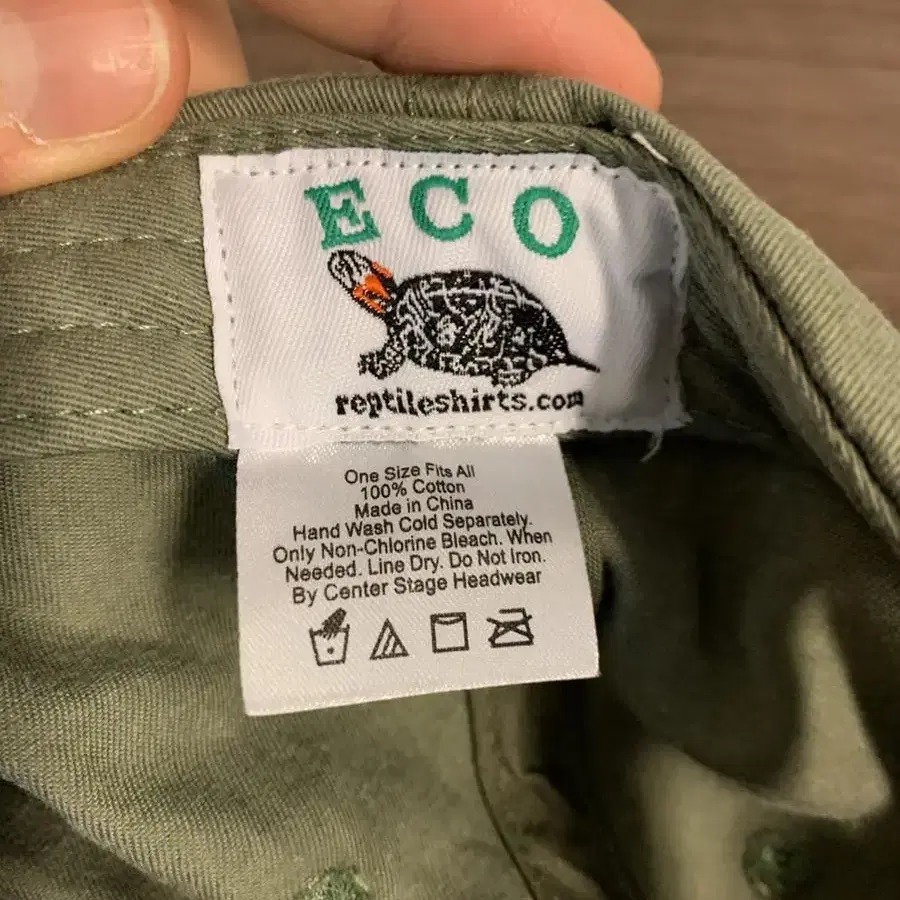 ECO
reptileshirts.com
One Size Fits All
100% Cotton
Made in China
Hand Wash Cold Separately.
Only Non-Chlorine Bleach. When
Needed. Line Dry. Do Not Iron.
By Center Stage Headwear